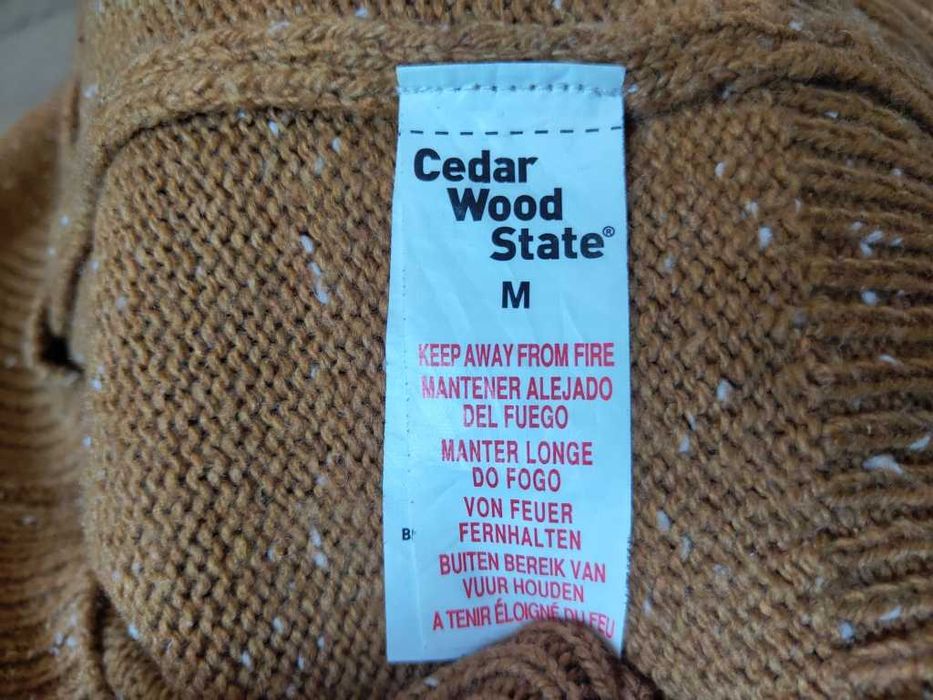 Cedar
Wood
State®
M
KEEP AWAY FROM FIRE
MANTENER ALEJADO
DEL FUEGO
MANTER LONGE
DO FOGO
VON FEUER
FERNHALTEN
BUITEN BEREIK VAN
VUUR HOUDEN
A TENIR ÉLOIGNÉ DU FEU